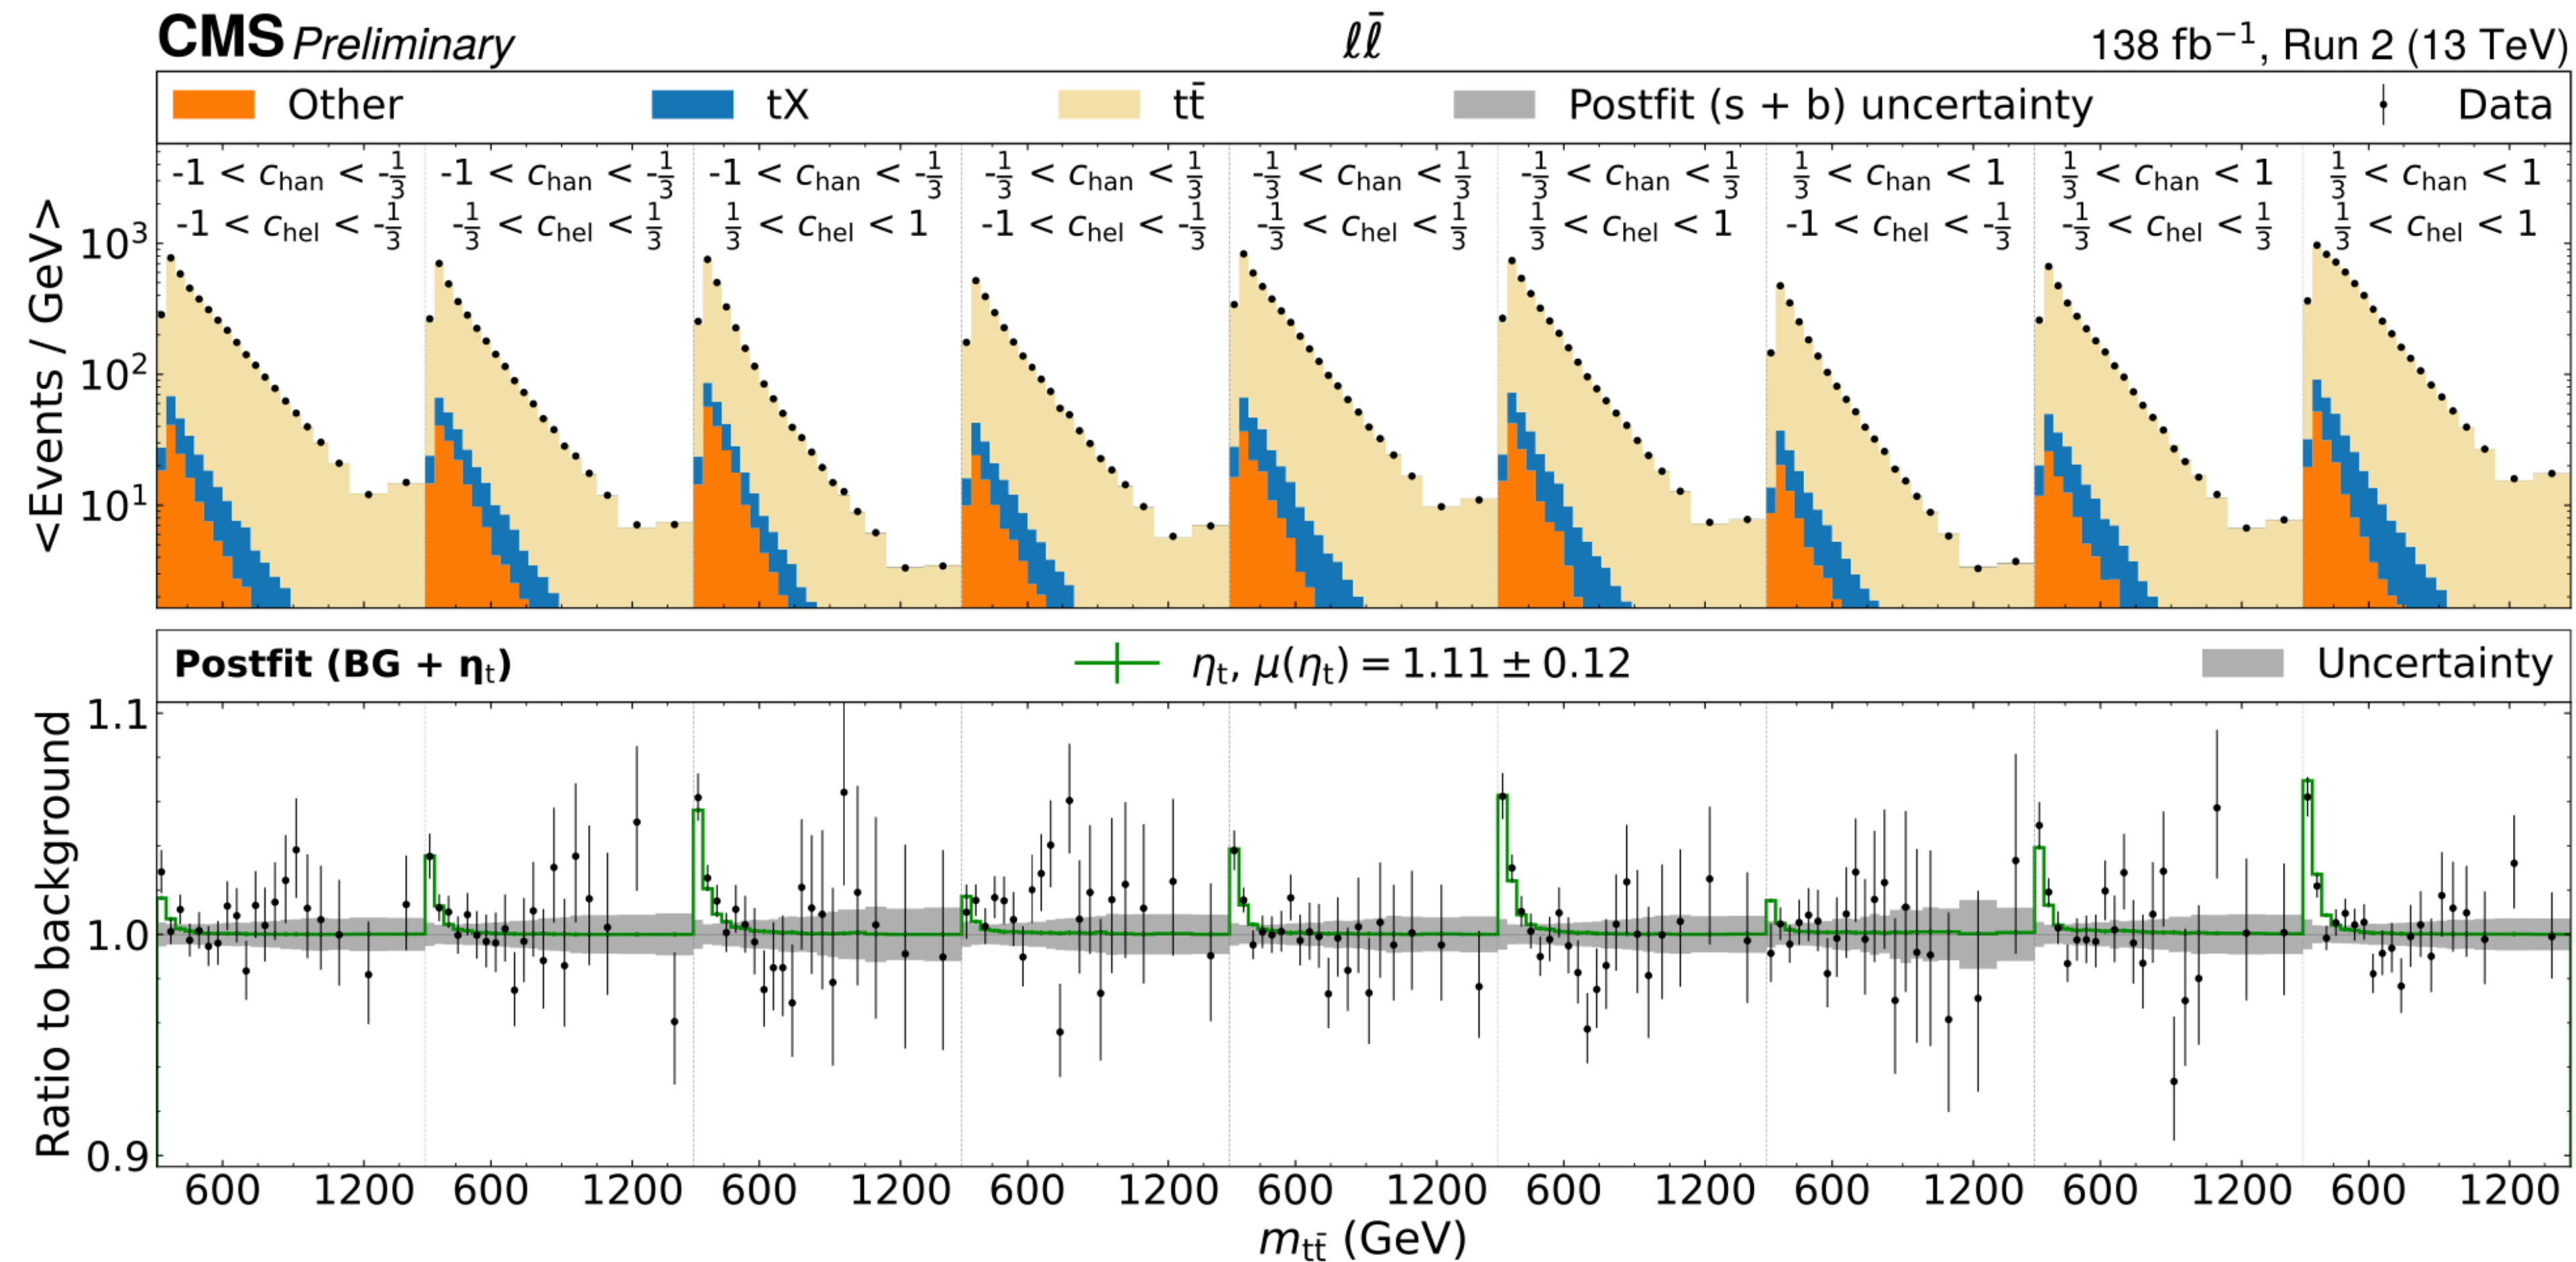 CMS Preliminary ℓℓ̄ 138 fb⁻¹, Run 2 (13 TeV)
Other tX tt̄ Postfit (s + b) uncertainty Data
-1 < c_han < -1/3 -1 < c_han < -1/3 -1 < c_han < -1/3 -1/3 < c_han < 1/3 -1/3 < c_han < 1/3 -1/3 < c_han < 1/3 1/3 < c_han < 1 1/3 < c_han < 1 1/3 < c_han < 1
-1 < c_hel < -1/3 -1/3 < c_hel < 1/3 1/3 < c_hel < 1 -1 < c_hel < -1/3 -1/3 < c_hel < 1/3 1/3 < c_hel < 1 -1 < c_hel < -1/3 -1/3 < c_hel < 1/3 1/3 < c_hel < 1
<Events / GeV>
10³
10²
10¹
Postfit (BG + η_t) η_t, μ(η_t) = 1.11 ± 0.12 Uncertainty
Ratio to background
1.1
1.0
0.9
600 1200 600 1200 600 1200 600 1200 600 1200 600 1200 600 1200 600 1200 600 1200
m_tt̄ (GeV)